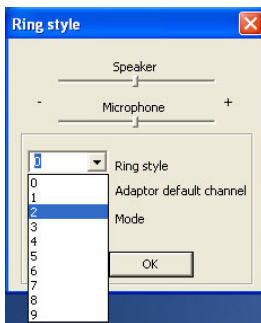 Ring style
Speaker
- Microphone +
0 Ring style
0
1 Adaptor default channel
2
3 Mode
4
5
6 OK
7
8
9